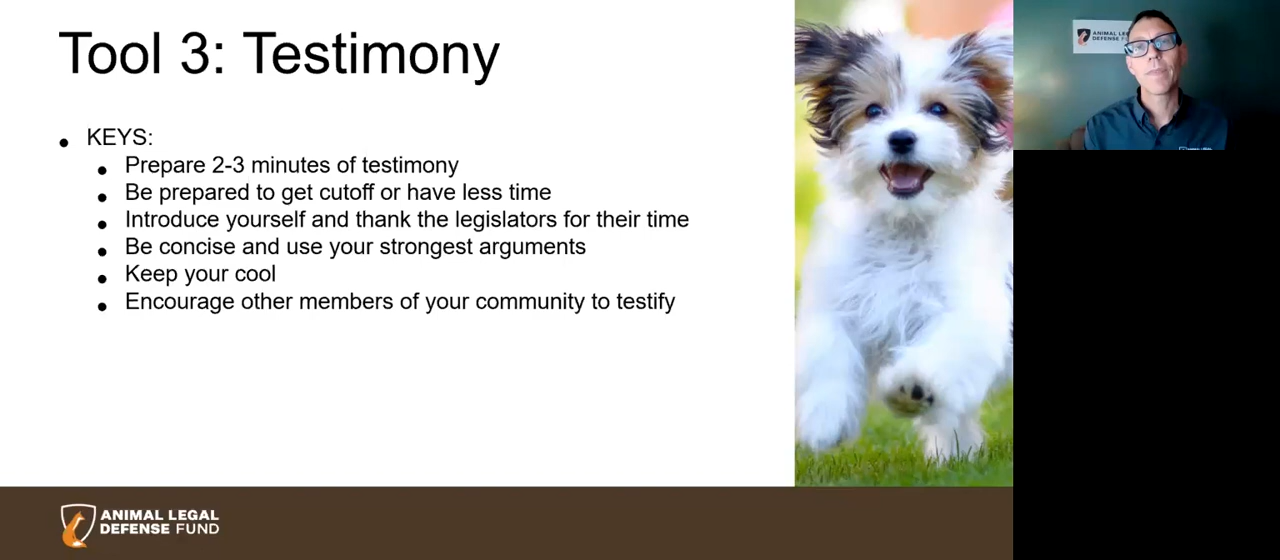 Tool 3: Testimony
• KEYS:
• Prepare 2-3 minutes of testimony
• Be prepared to get cutoff or have less time
• Introduce yourself and thank the legislators for their time
• Be concise and use your strongest arguments
• Keep your cool
• Encourage other members of your community to testify
ANIMAL LEGAL
DEFENSE FUND
ANIMAL
DEFENSE